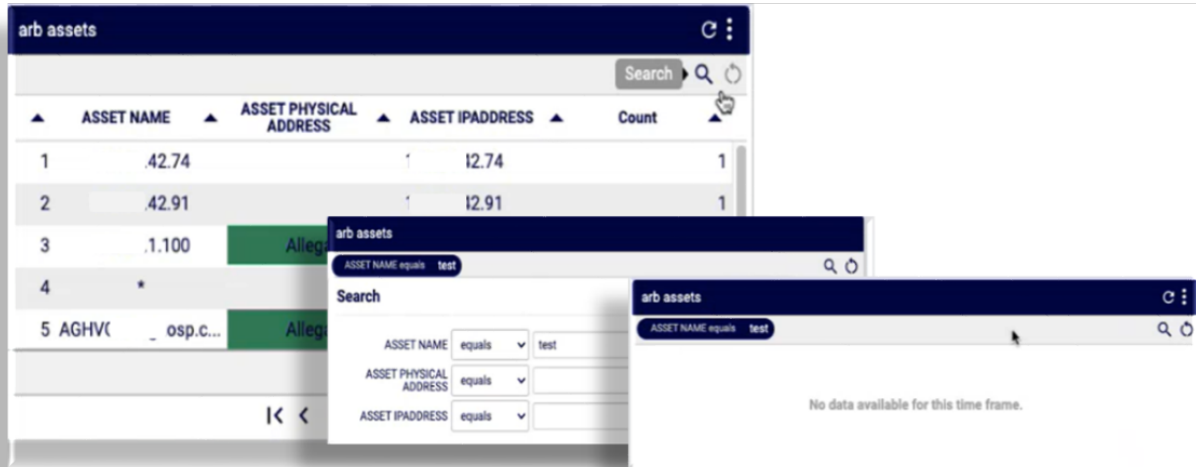 arb assets
Search
ASSET NAME ASSET PHYSICAL ADDRESS ASSET IPADDRESS Count
1 .42.74 42.74 1
2 .42.91 42.91 1
3 .1.100
4 *
5 AGHV( _ osp.c...
arb assets
ASSET NAME equals test
Search
ASSET NAME equals test
ASSET PHYSICAL ADDRESS equals
ASSET IPADDRESS equals
arb assets
ASSET NAME equals test
No data available for this time frame.